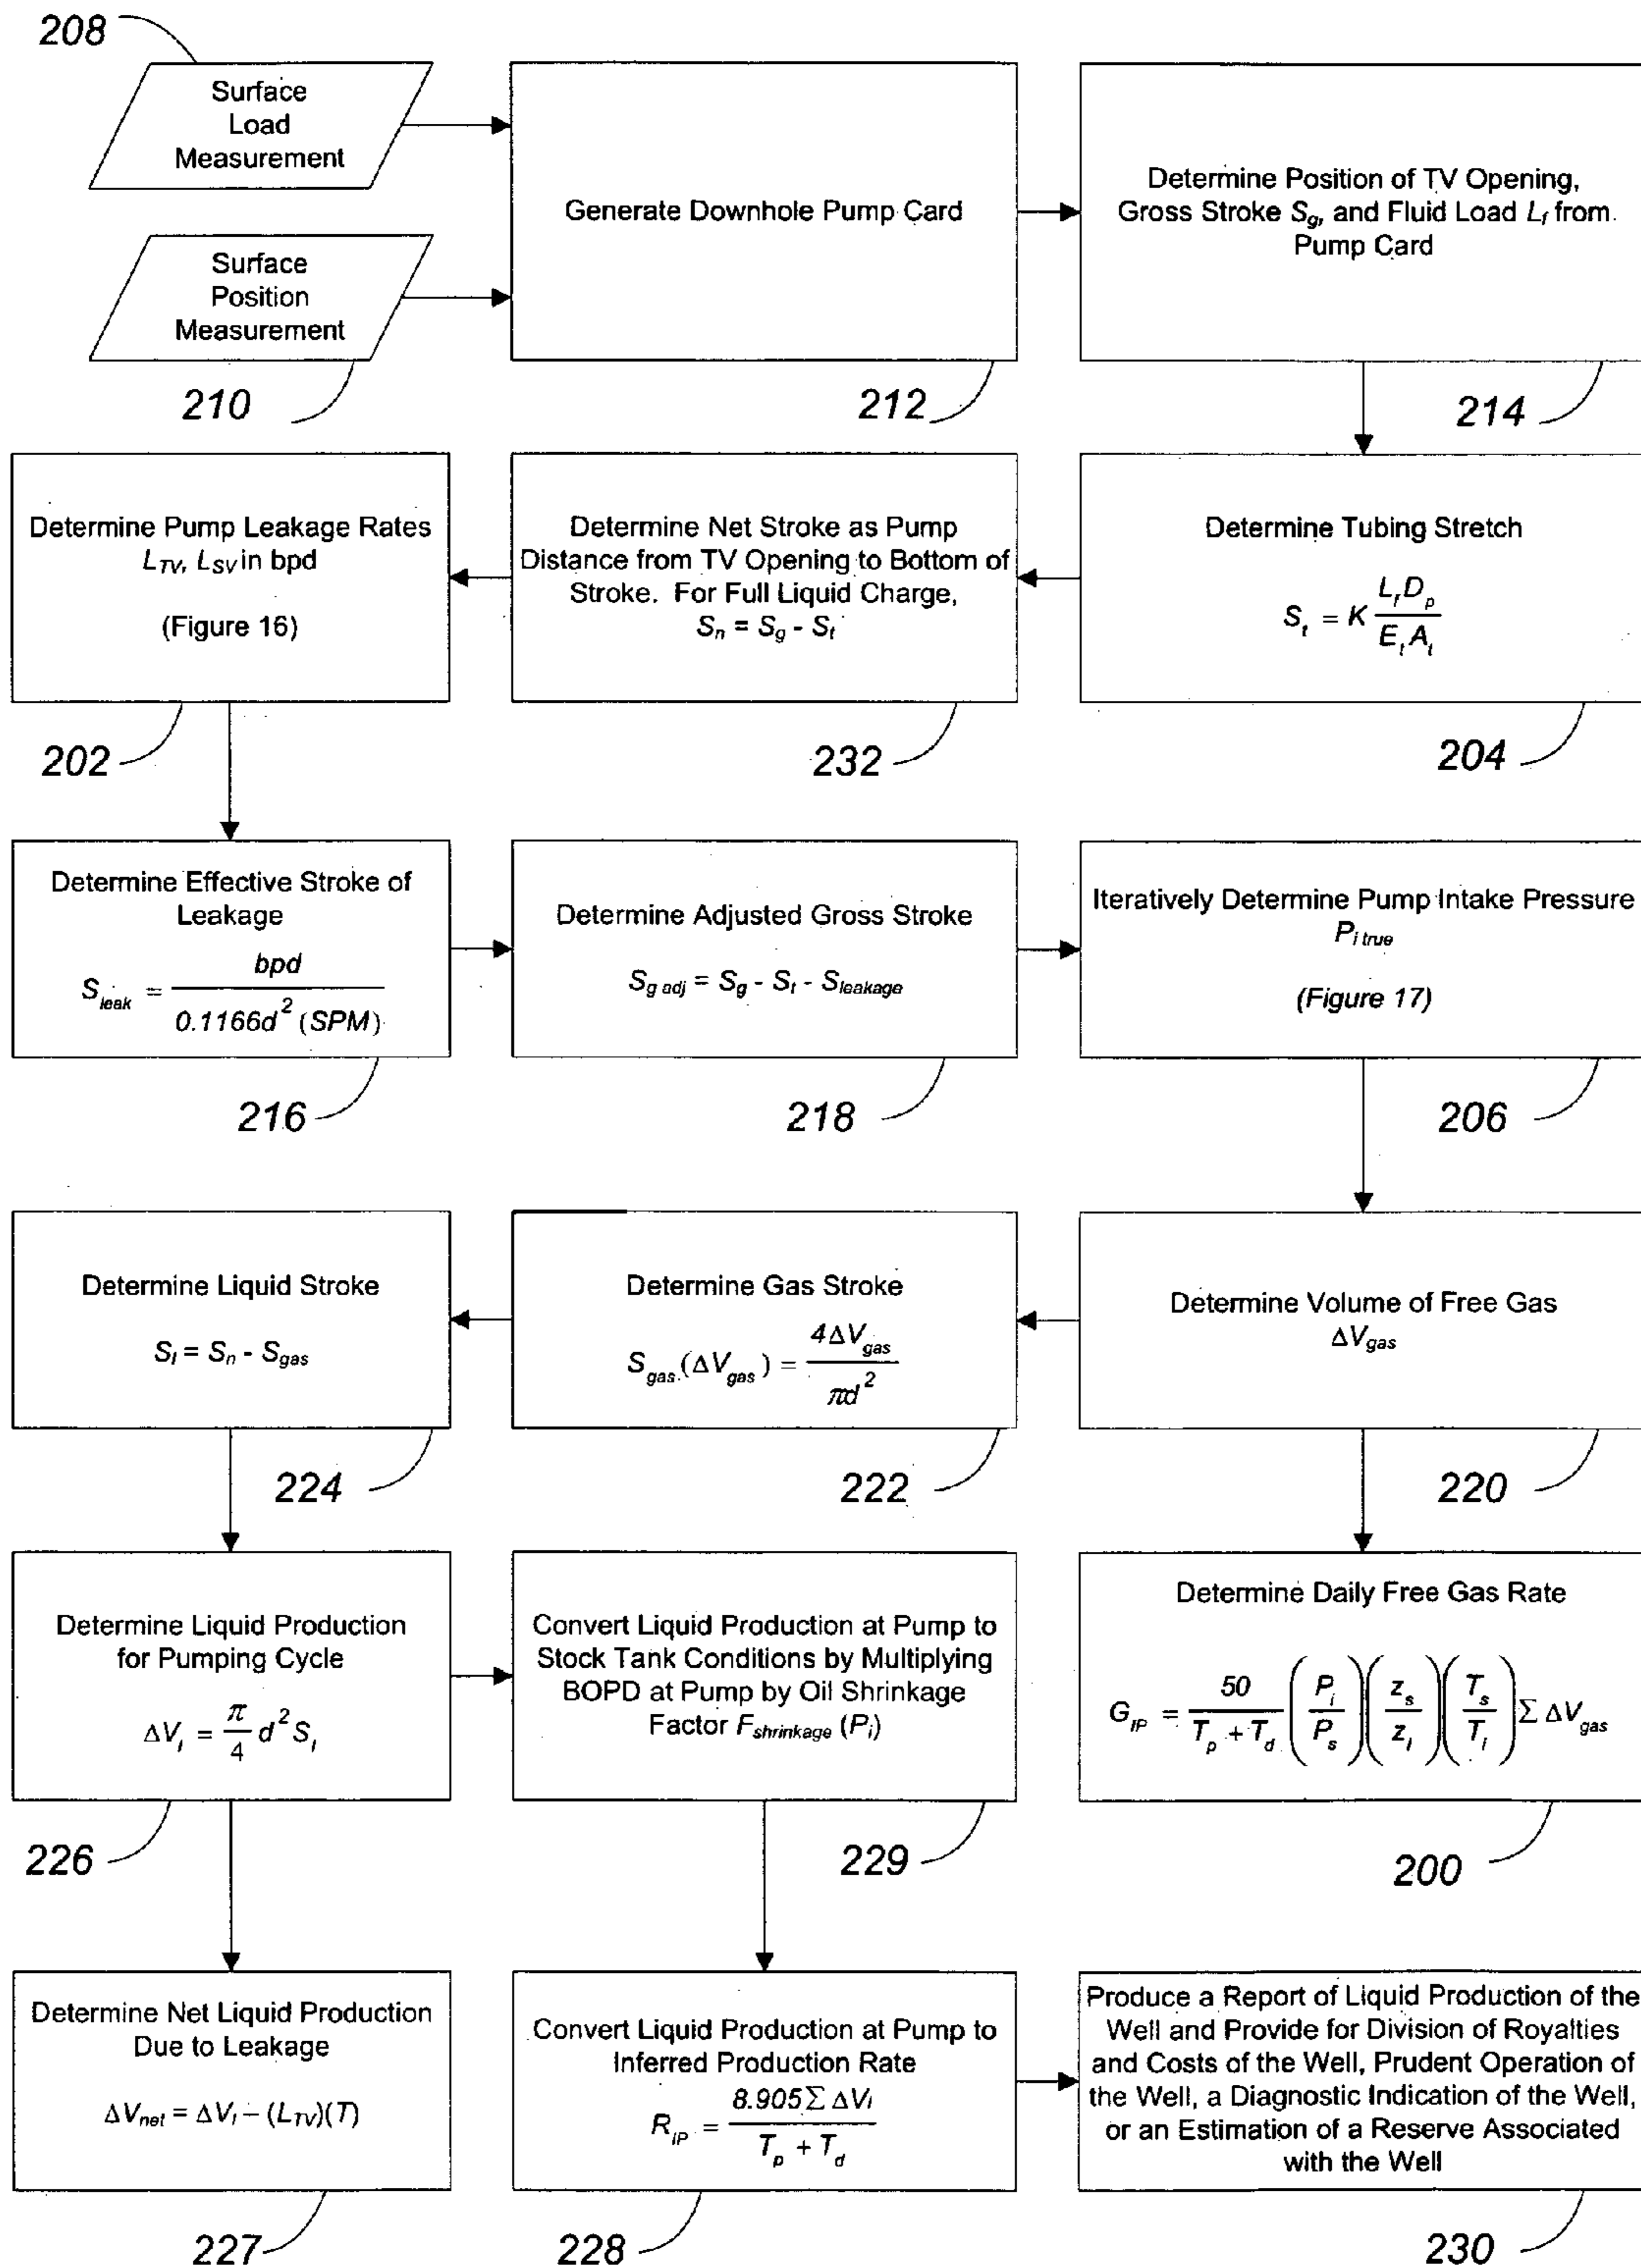 208
Surface
Load
Measurement
Surface
Position
Measurement
210
Generate Downhole Pump Card
212
Determine Position of TV Opening,
Gross Stroke S_g, and Fluid Load L_f from
Pump Card
214
Determine Pump Leakage Rates
L_TV, L_SV in bpd
(Figure 16)
202
Determine Net Stroke as Pump
Distance from TV Opening to Bottom of
Stroke. For Full Liquid Charge,
S_n = S_g - S_t
232
Determine Tubing Stretch
S_t = K L_f D_p / E_t A_t
204
Determine Effective Stroke of
Leakage
S_leak = bpd / 0.1166d² (SPM)
216
Determine Adjusted Gross Stroke
S_g adj = S_g - S_t - S_leakage
218
Iteratively Determine Pump Intake Pressure
P_i true
(Figure 17)
206
Determine Liquid Stroke
S_l = S_n - S_gas
224
Determine Gas Stroke
S_gas (ΔV_gas) = 4ΔV_gas / πd²
222
Determine Volume of Free Gas
ΔV_gas
220
Determine Liquid Production
for Pumping Cycle
ΔV_l = π/4 d² S_l
226
Convert Liquid Production at Pump to
Stock Tank Conditions by Multiplying
BOPD at Pump by Oil Shrinkage
Factor F_shrinkage (P_i)
229
Determine Daily Free Gas Rate
G_IP = 50 / T_p + T_d (P_i / P_s) (z_s / z_i) (T_s / T_i) Σ ΔV_gas
200
Determine Net Liquid Production
Due to Leakage
ΔV_net = ΔV_l – (L_TV)(T)
227
Convert Liquid Production at Pump to
Inferred Production Rate
R_IP = 8.905 Σ ΔV_l / T_p + T_d
228
Produce a Report of Liquid Production of the
Well and Provide for Division of Royalties
and Costs of the Well, Prudent Operation of
the Well, a Diagnostic Indication of the Well,
or an Estimation of a Reserve Associated
with the Well
230